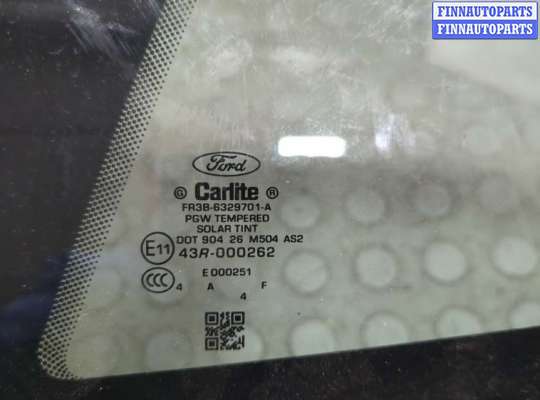 FINNAUTOPARTS
FINNAUTOPARTS
Ford
G Carlite R
FR3B-6329701-A
PGW TEMPERED
SOLAR TINT
DOT 904 26 M504 AS2
E11 43R-000262
CCC E000251
4 A F
4